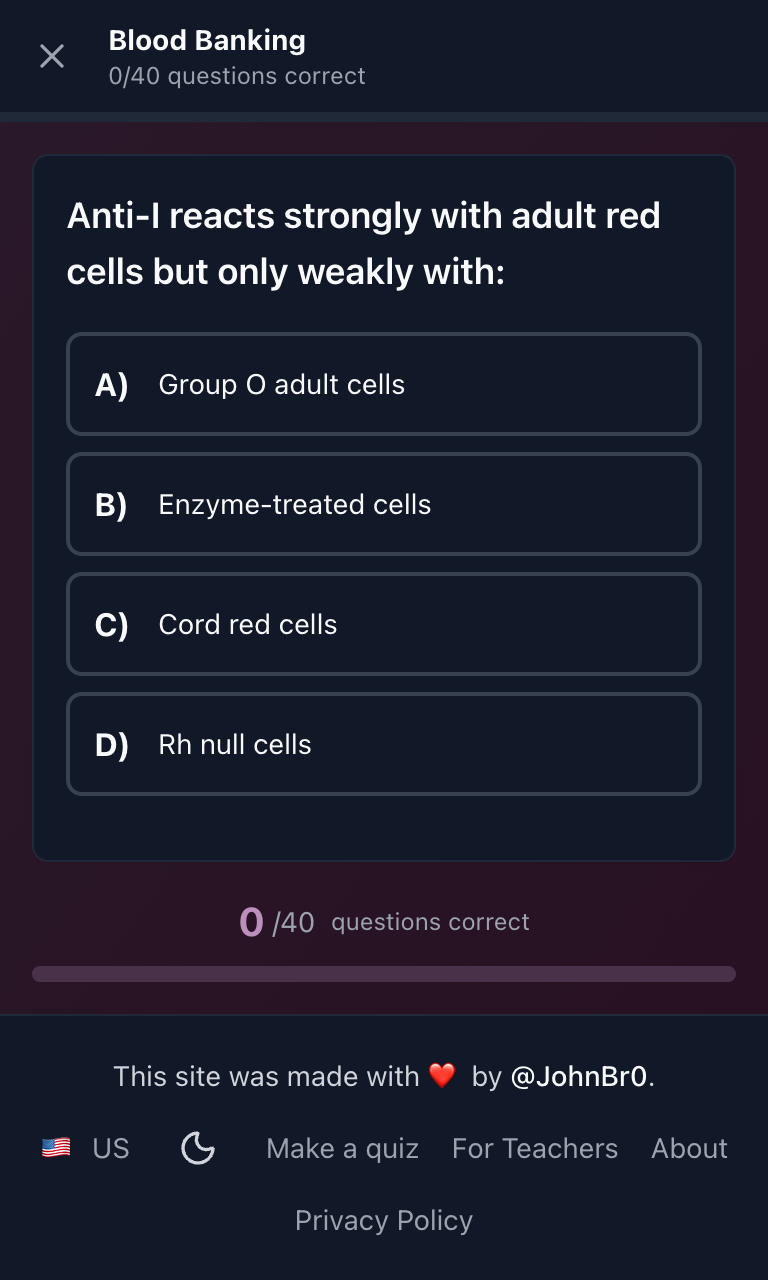 Blood Banking
0/40 questions correct
Anti-I reacts strongly with adult red
cells but only weakly with:
A) Group O adult cells
B) Enzyme-treated cells
C) Cord red cells
D) Rh null cells
0 /40 questions correct
This site was made with ❤️ by @JohnBr0.
🇺🇸 US Make a quiz For Teachers About
Privacy Policy